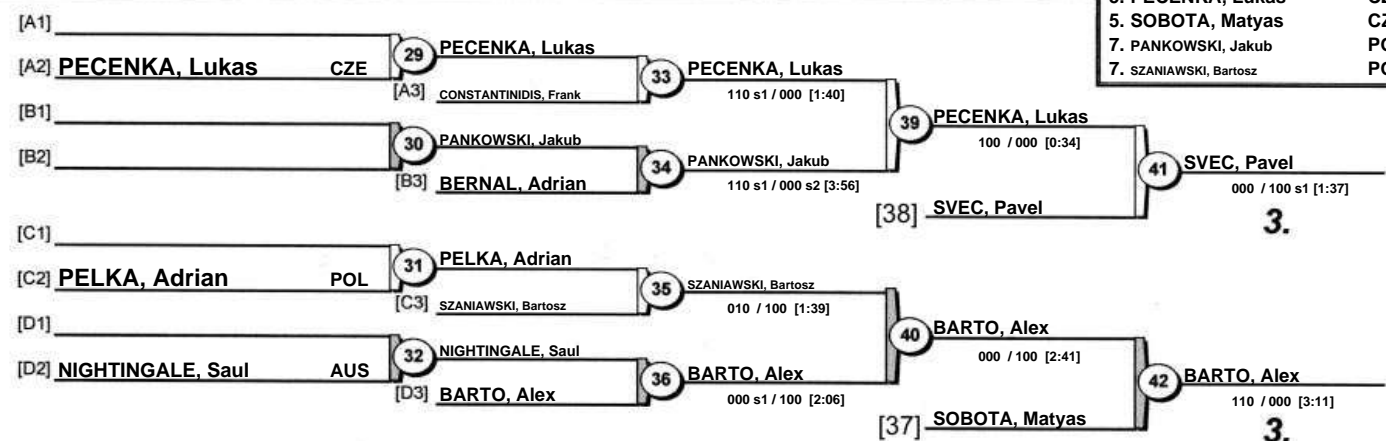 5. SOBOTA, Matyas
7. PANKOWSKI, Jakub
7. SZANIAWSKI, Bartosz
[A1]
[A2] PECENKA, Lukas CZE
29 PECENKA, Lukas
[A3] CONSTANTINIDIS, Frank
33 PECENKA, Lukas
110 s1 / 000 [1:40]
[B1]
[B2]
30 PANKOWSKI, Jakub
[B3] BERNAL, Adrian
34 PANKOWSKI, Jakub
110 s1 / 000 s2 [3:56]
39 PECENKA, Lukas
100 / 000 [0:34]
[38] SVEC, Pavel
41 SVEC, Pavel
000 / 100 s1 [1:37]
3.
[C1]
[C2] PELKA, Adrian POL
31 PELKA, Adrian
[C3] SZANIAWSKI, Bartosz
35 SZANIAWSKI, Bartosz
010 / 100 [1:39]
[D1]
[D2] NIGHTINGALE, Saul AUS
32 NIGHTINGALE, Saul
[D3] BARTO, Alex
36 BARTO, Alex
000 s1 / 100 [2:06]
40 BARTO, Alex
000 / 100 [2:41]
[37] SOBOTA, Matyas
42 BARTO, Alex
110 / 000 [3:11]
3.